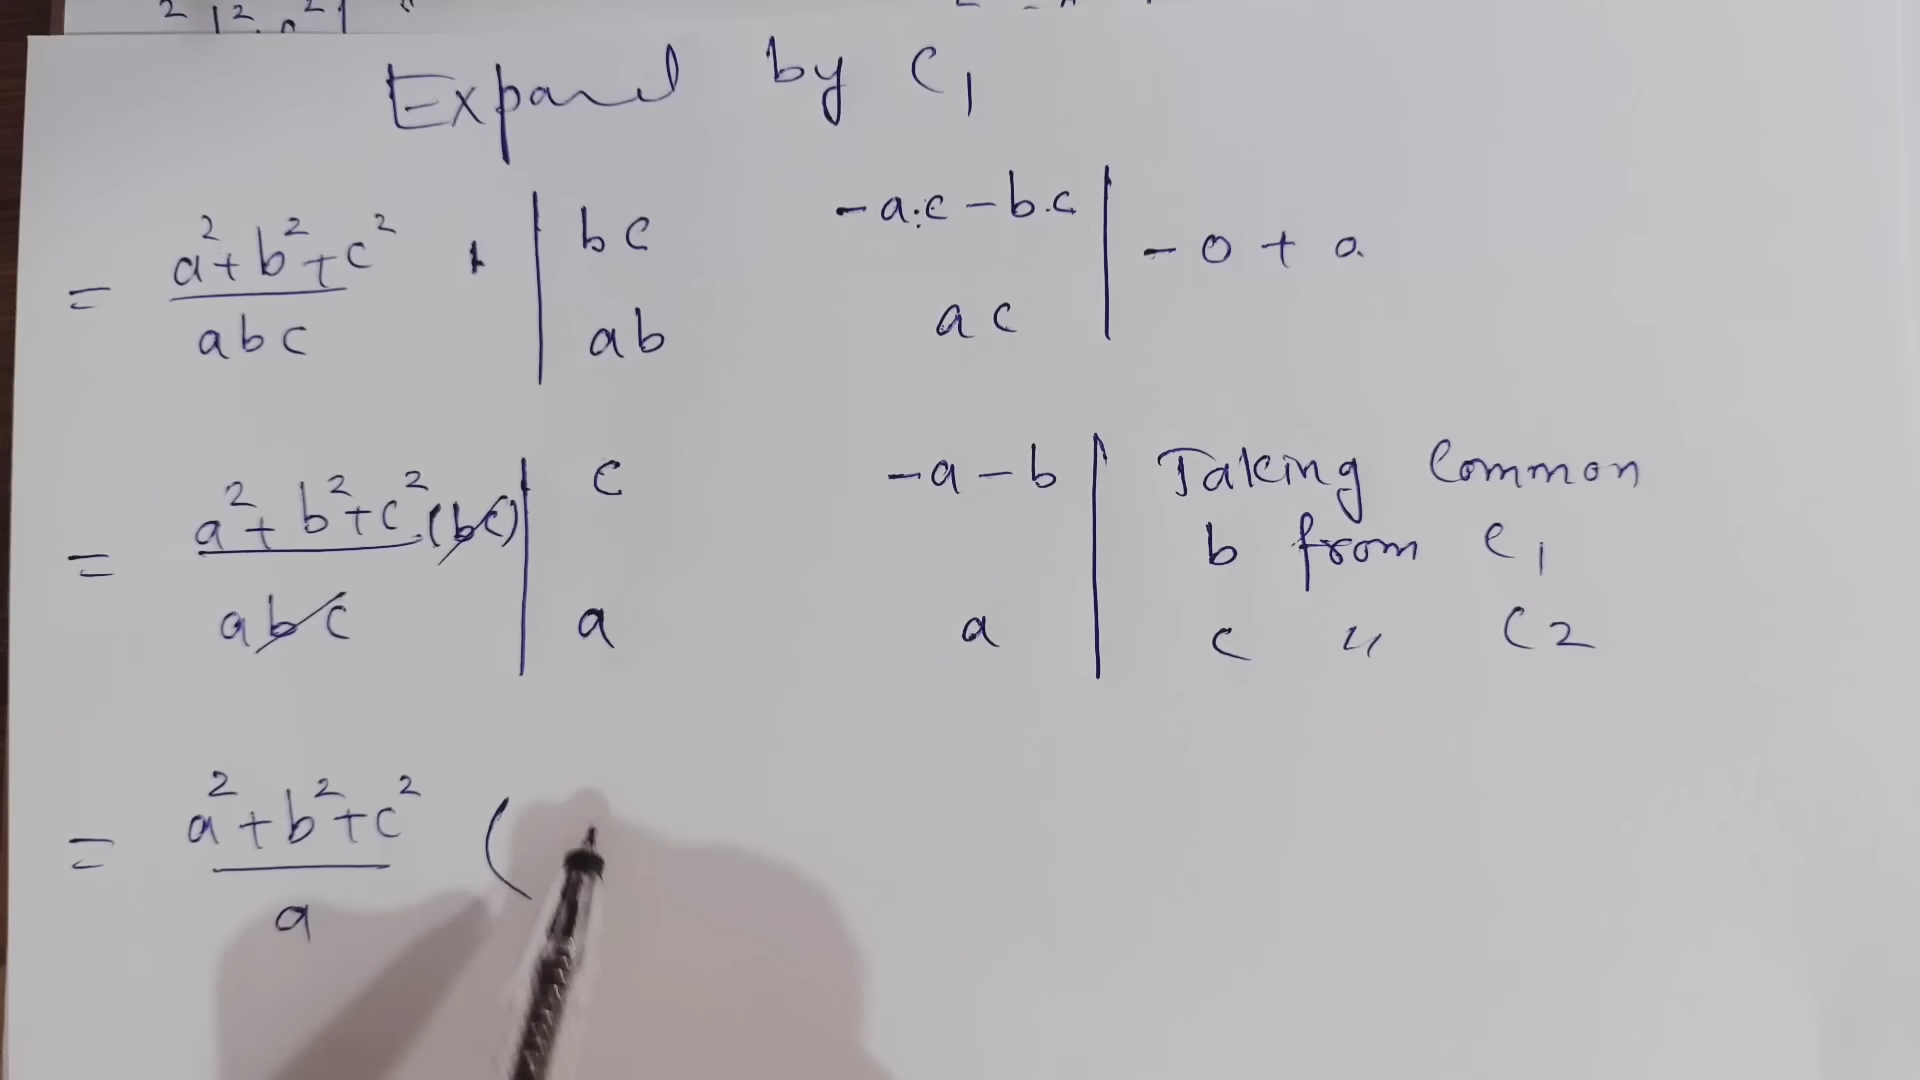 Expand by C₁
= a²+b²+c² / abc · | bc -a.c-b.c | - 0 + 0
| ab ac |
= a²+b²+c² (bc) / abc | c -a-b | Taking Common
b from C₁
| a a | c " C2
= a²+b²+c² / a (